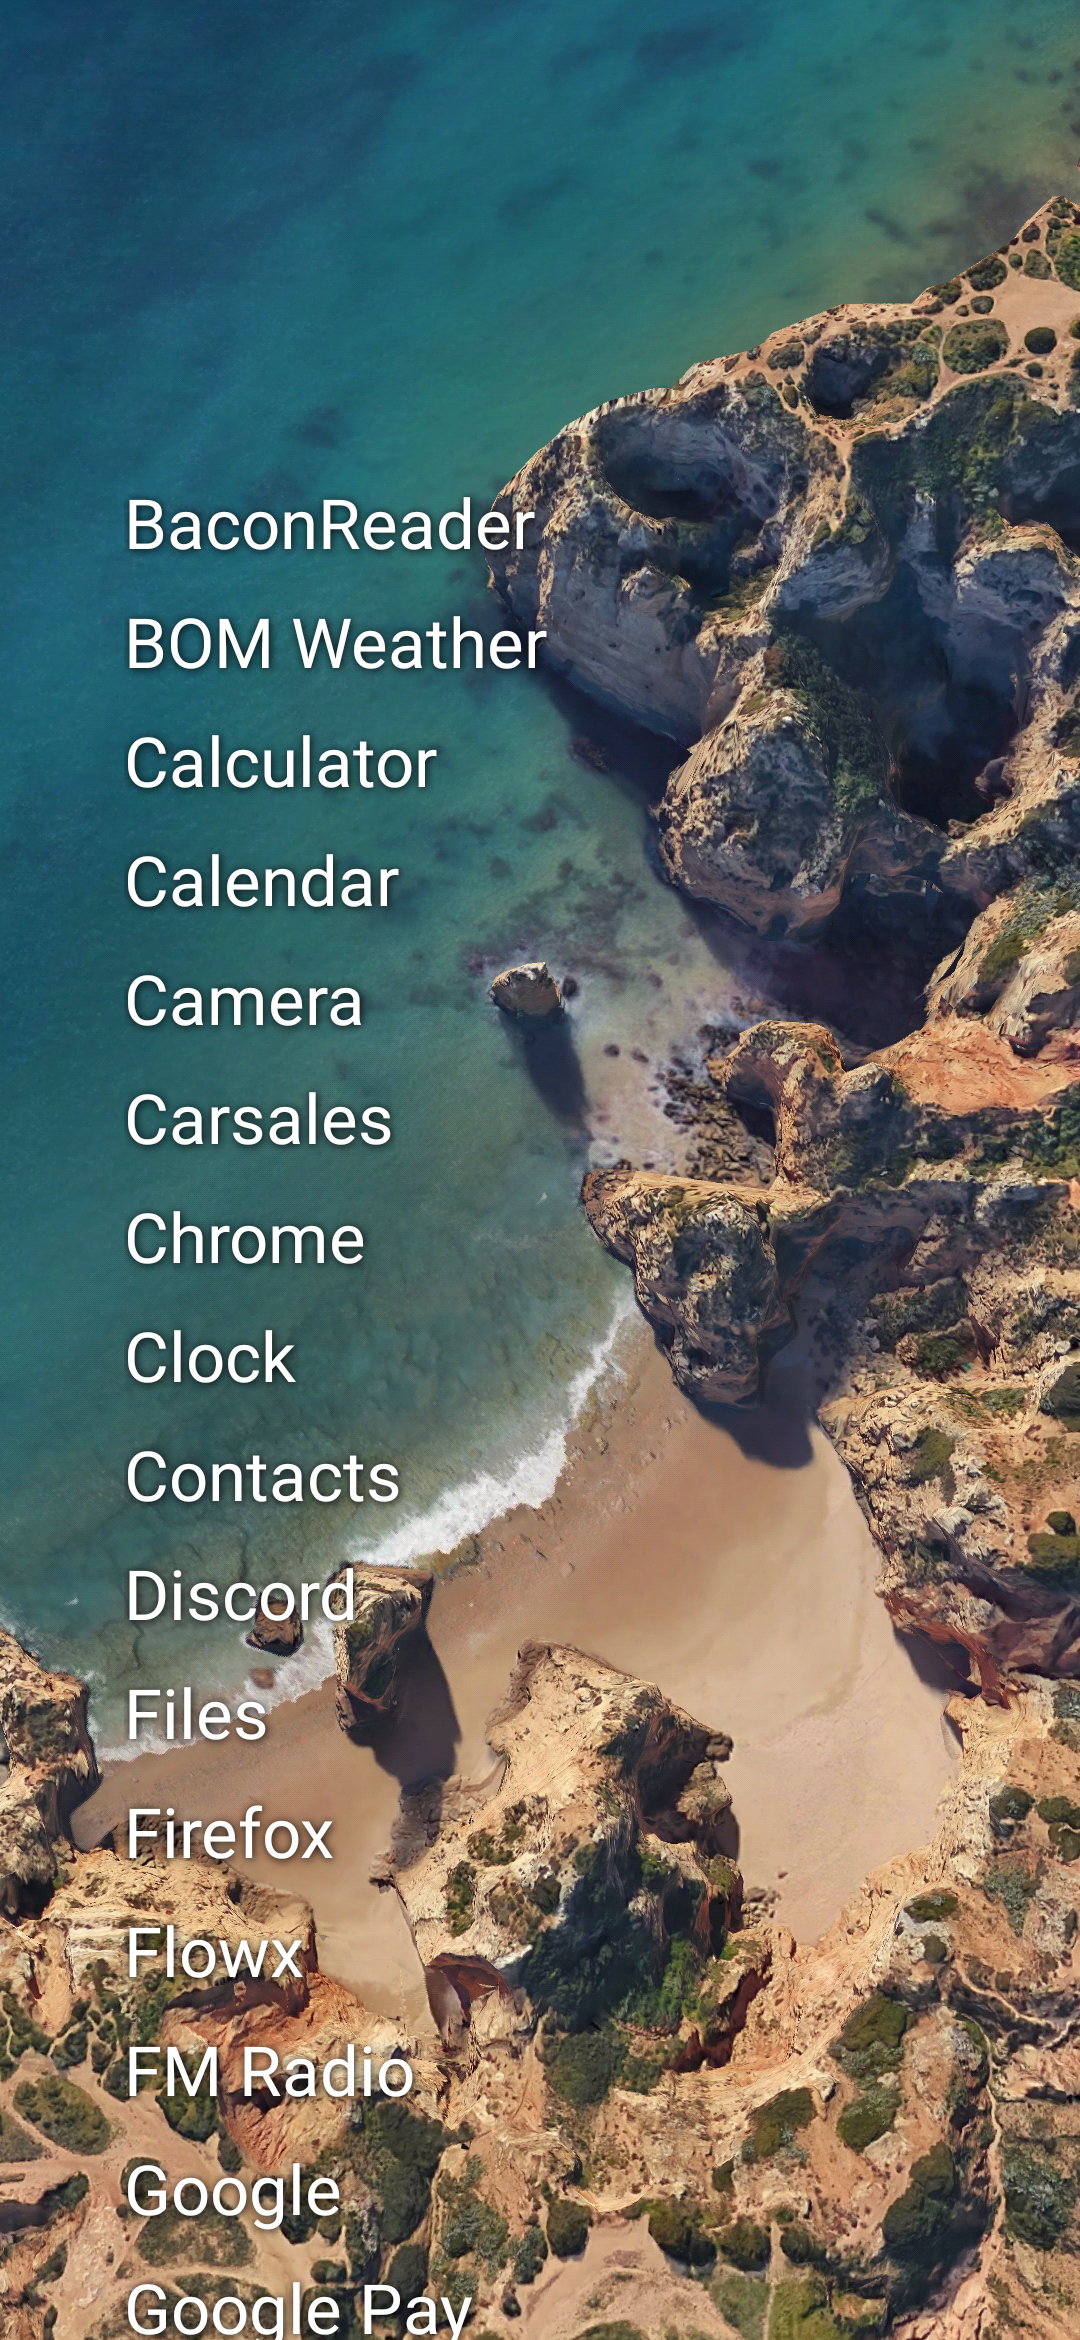 BaconReader
BOM Weather
Calculator
Calendar
Camera
Carsales
Chrome
Clock
Contacts
Discord
Files
Firefox
Flowx
FM Radio
Google
Google Pay